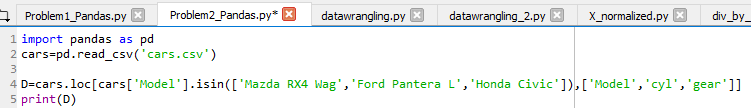 Problem1_Pandas.py Problem2_Pandas.py* datawrangling.py datawrangling_2.py X_normalized.py div_by_
1 import pandas as pd
2 cars=pd.read_csv('cars.csv')
3
4 D=cars.loc[cars['Model'].isin(['Mazda RX4 Wag','Ford Pantera L','Honda Civic']),['Model','cyl','gear']]
5 print(D)